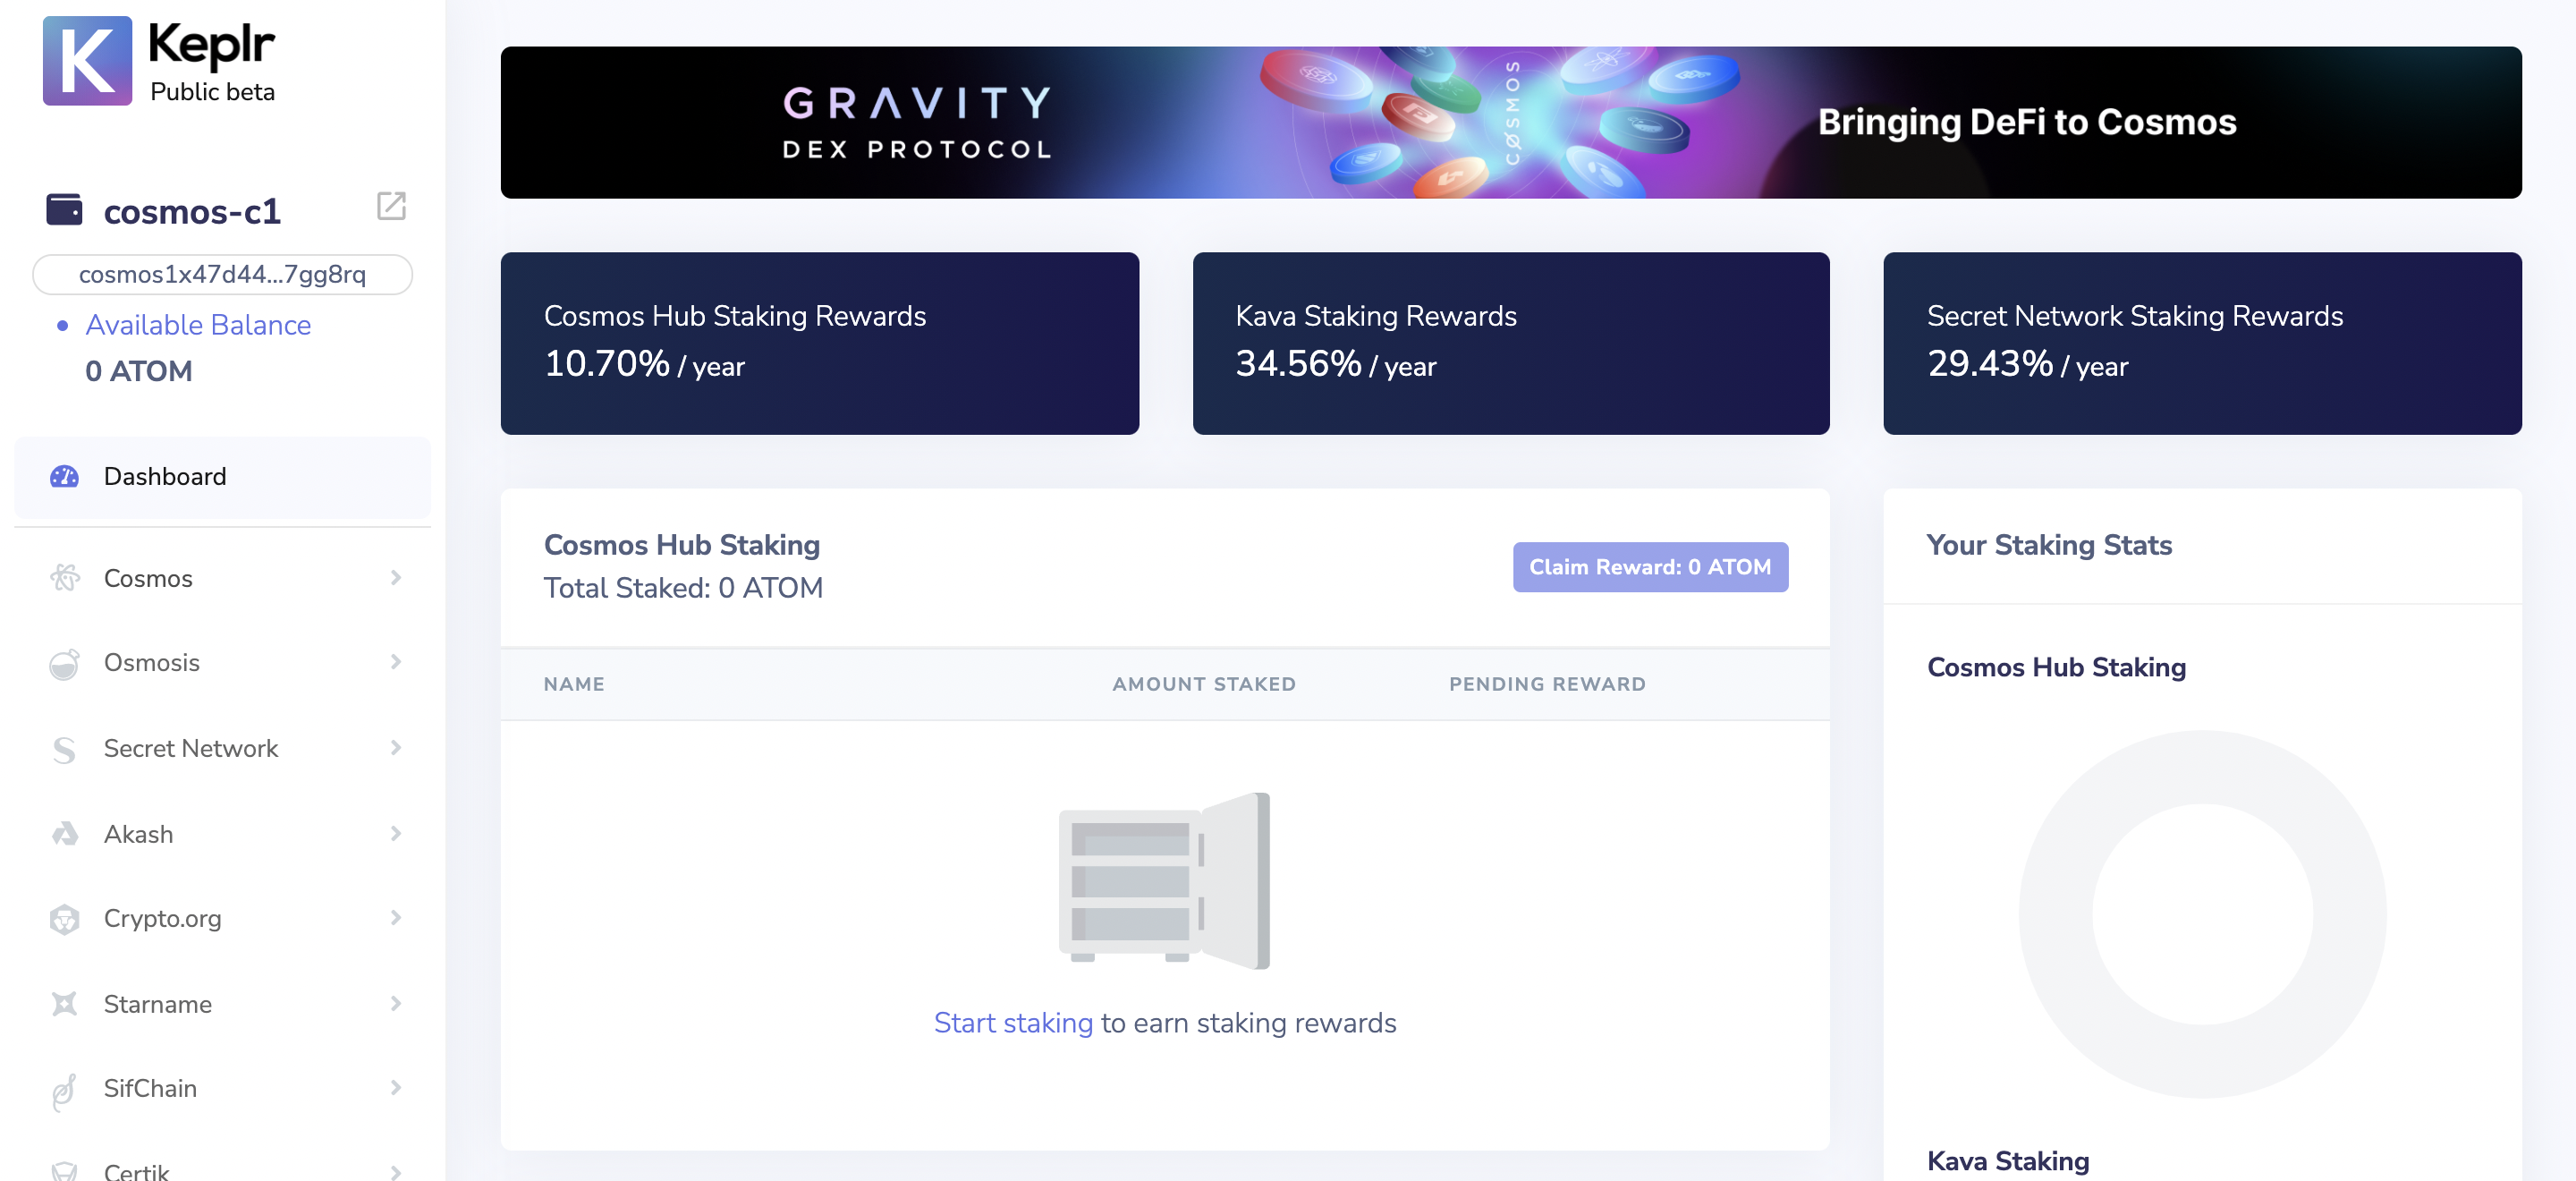 Keplr
Public beta
cosmos-c1
cosmos1x47d44...7gg8rq
Available Balance
0 ATOM
Dashboard
Cosmos
Osmosis
Secret Network
Akash
Crypto.org
Starname
SifChain
Certik
GRAVITY
DEX PROTOCOL
COSMOS
Bringing DeFi to Cosmos
Cosmos Hub Staking Rewards
10.70% / year
Kava Staking Rewards
34.56% / year
Secret Network Staking Rewards
29.43% / year
Cosmos Hub Staking
Total Staked: 0 ATOM
Claim Reward: 0 ATOM
NAME AMOUNT STAKED PENDING REWARD
Start staking to earn staking rewards
Your Staking Stats
Cosmos Hub Staking
Kava Staking